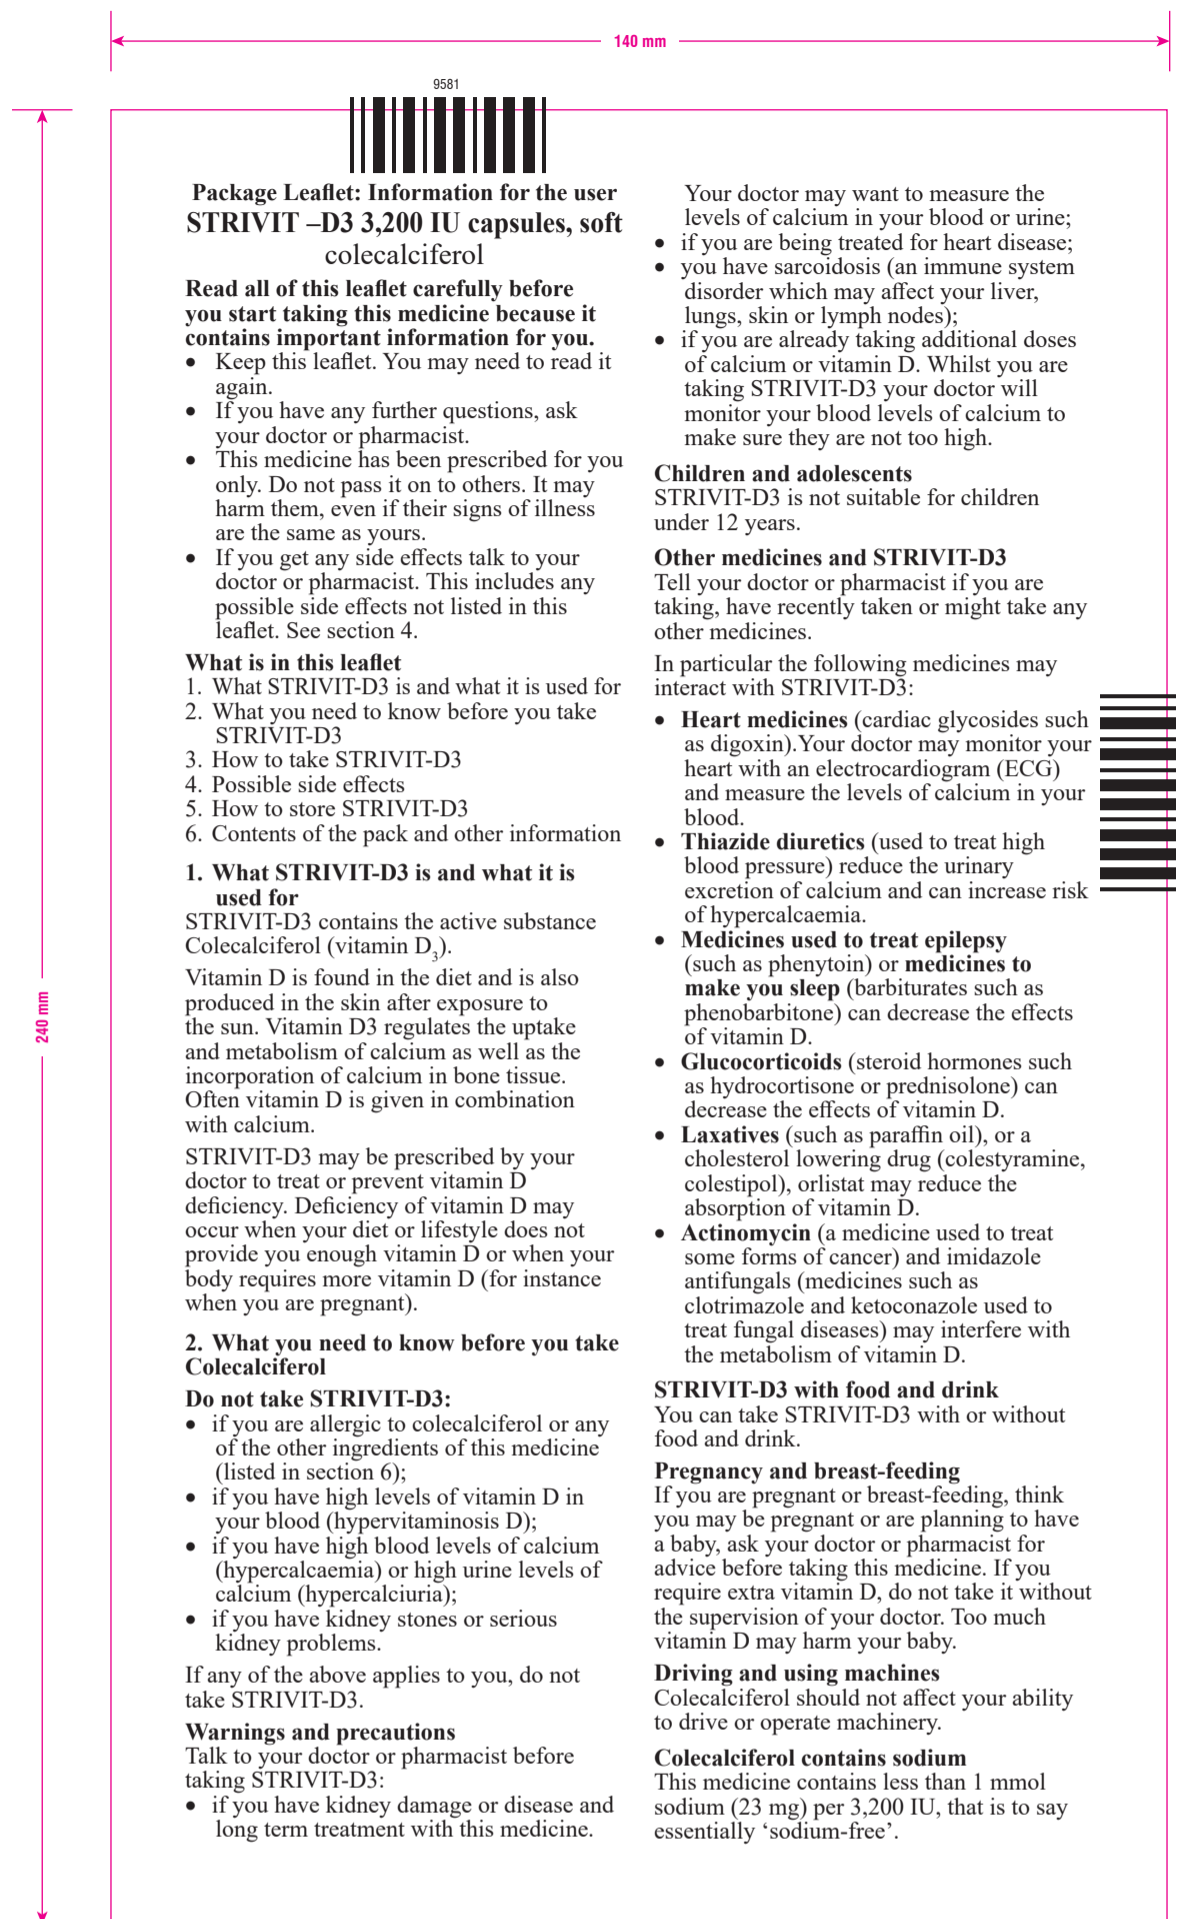 140 mm
9581
240 mm
Package Leaflet: Information for the user
STRIVIT –D3 3,200 IU capsules, soft
colecalciferol
Read all of this leaflet carefully before
you start taking this medicine because it
contains important information for you.
• Keep this leaflet. You may need to read it
again.
• If you have any further questions, ask
your doctor or pharmacist.
• This medicine has been prescribed for you
only. Do not pass it on to others. It may
harm them, even if their signs of illness
are the same as yours.
• If you get any side effects talk to your
doctor or pharmacist. This includes any
possible side effects not listed in this
leaflet. See section 4.
What is in this leaflet
1. What STRIVIT-D3 is and what it is used for
2. What you need to know before you take
STRIVIT-D3
3. How to take STRIVIT-D3
4. Possible side effects
5. How to store STRIVIT-D3
6. Contents of the pack and other information
1. What STRIVIT-D3 is and what it is
used for
STRIVIT-D3 contains the active substance
Colecalciferol (vitamin D₃).
Vitamin D is found in the diet and is also
produced in the skin after exposure to
the sun. Vitamin D3 regulates the uptake
and metabolism of calcium as well as the
incorporation of calcium in bone tissue.
Often vitamin D is given in combination
with calcium.
STRIVIT-D3 may be prescribed by your
doctor to treat or prevent vitamin D
deficiency. Deficiency of vitamin D may
occur when your diet or lifestyle does not
provide you enough vitamin D or when your
body requires more vitamin D (for instance
when you are pregnant).
2. What you need to know before you take
Colecalciferol
Do not take STRIVIT-D3:
• if you are allergic to colecalciferol or any
of the other ingredients of this medicine
(listed in section 6);
• if you have high levels of vitamin D in
your blood (hypervitaminosis D);
• if you have high blood levels of calcium
(hypercalcaemia) or high urine levels of
calcium (hypercalciuria);
• if you have kidney stones or serious
kidney problems.
If any of the above applies to you, do not
take STRIVIT-D3.
Warnings and precautions
Talk to your doctor or pharmacist before
taking STRIVIT-D3:
• if you have kidney damage or disease and
long term treatment with this medicine.
Your doctor may want to measure the
levels of calcium in your blood or urine;
• if you are being treated for heart disease;
• you have sarcoidosis (an immune system
disorder which may affect your liver,
lungs, skin or lymph nodes);
• if you are already taking additional doses
of calcium or vitamin D. Whilst you are
taking STRIVIT-D3 your doctor will
monitor your blood levels of calcium to
make sure they are not too high.
Children and adolescents
STRIVIT-D3 is not suitable for children
under 12 years.
Other medicines and STRIVIT-D3
Tell your doctor or pharmacist if you are
taking, have recently taken or might take any
other medicines.
In particular the following medicines may
interact with STRIVIT-D3:
• Heart medicines (cardiac glycosides such
as digoxin).Your doctor may monitor your
heart with an electrocardiogram (ECG)
and measure the levels of calcium in your
blood.
• Thiazide diuretics (used to treat high
blood pressure) reduce the urinary
excretion of calcium and can increase risk
of hypercalcaemia.
• Medicines used to treat epilepsy
(such as phenytoin) or medicines to
make you sleep (barbiturates such as
phenobarbitone) can decrease the effects
of vitamin D.
• Glucocorticoids (steroid hormones such
as hydrocortisone or prednisolone) can
decrease the effects of vitamin D.
• Laxatives (such as paraffin oil), or a
cholesterol lowering drug (colestyramine,
colestipol), orlistat may reduce the
absorption of vitamin D.
• Actinomycin (a medicine used to treat
some forms of cancer) and imidazole
antifungals (medicines such as
clotrimazole and ketoconazole used to
treat fungal diseases) may interfere with
the metabolism of vitamin D.
STRIVIT-D3 with food and drink
You can take STRIVIT-D3 with or without
food and drink.
Pregnancy and breast-feeding
If you are pregnant or breast-feeding, think
you may be pregnant or are planning to have
a baby, ask your doctor or pharmacist for
advice before taking this medicine. If you
require extra vitamin D, do not take it without
the supervision of your doctor. Too much
vitamin D may harm your baby.
Driving and using machines
Colecalciferol should not affect your ability
to drive or operate machinery.
Colecalciferol contains sodium
This medicine contains less than 1 mmol
sodium (23 mg) per 3,200 IU, that is to say
essentially ‘sodium-free’.